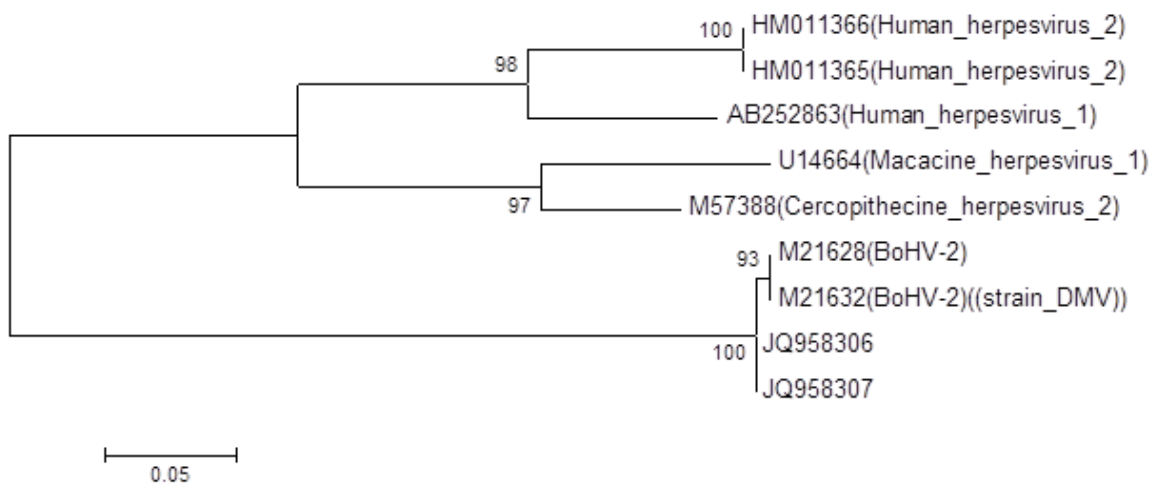 100
HM011366(Human_herpesvirus_2)
98
HM011365(Human_herpesvirus_2)
AB252863(Human_herpesvirus_1)
U14664(Macacine_herpesvirus_1)
97
M57388(Cercopithecine_herpesvirus_2)
93
M21628(BoHV-2)
M21632(BoHV-2)((strain_DMV))
100
JQ958306
JQ958307
0.05